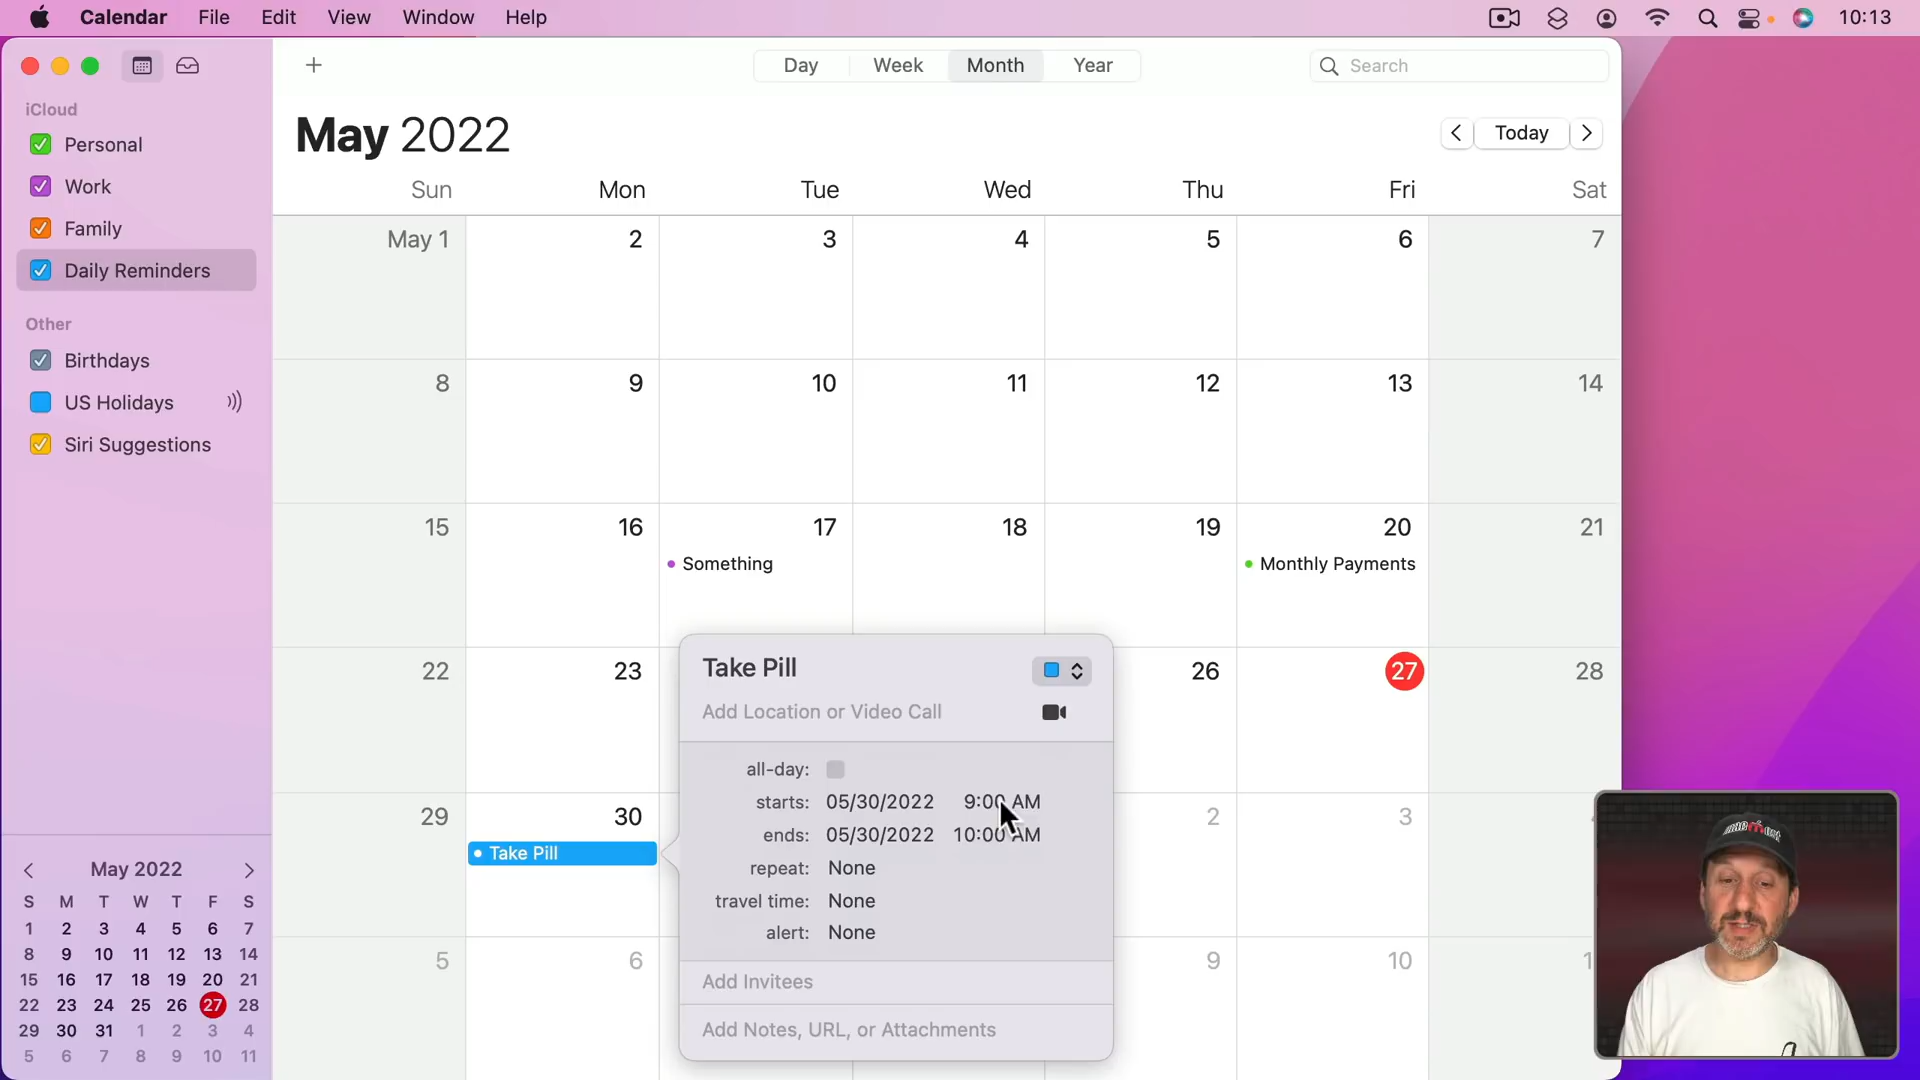 Calendar File Edit View Window Help 10:13
Day Week Month Year Search
iCloud
Personal
Work
Family
Daily Reminders
Other
Birthdays
US Holidays
Siri Suggestions
May 2022
Today
Sun Mon Tue Wed Thu Fri Sat
May 1 2 3 4 5 6 7
8 9 10 11 12 13 14
15 16 17 18 19 20 21
Something Monthly Payments
22 23 26 27 28
29 30 2 3
Take Pill
5 6 9 10
Take Pill
Add Location or Video Call
all-day:
starts: 05/30/2022 9:00 AM
ends: 05/30/2022 10:00 AM
repeat: None
travel time: None
alert: None
Add Invitees
Add Notes, URL, or Attachments
May 2022
S M T W T F S
1 2 3 4 5 6 7
8 9 10 11 12 13 14
15 16 17 18 19 20 21
22 23 24 25 26 27 28
29 30 31 1 2 3 4
5 6 7 8 9 10 11